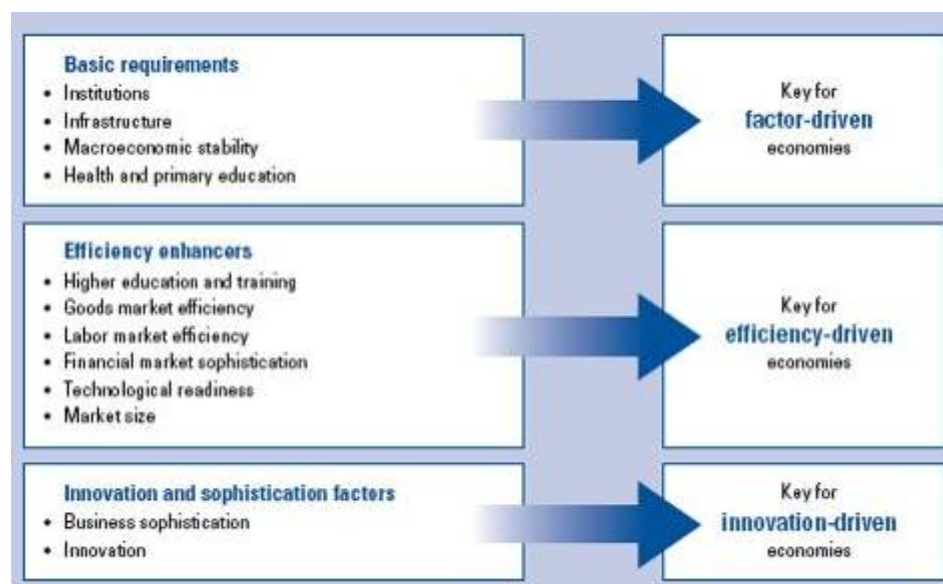 Basic requirements
• Institutions
• Infrastructure
• Macroeconomic stability
• Health and primary education
Key for
factor-driven
economies
Efficiency enhancers
• Higher education and training
• Goods market efficiency
• Labor market efficiency
• Financial market sophistication
• Technological readiness
• Market size
Key for
efficiency-driven
economies
Innovation and sophistication factors
• Business sophistication
• Innovation
Key for
innovation-driven
economies